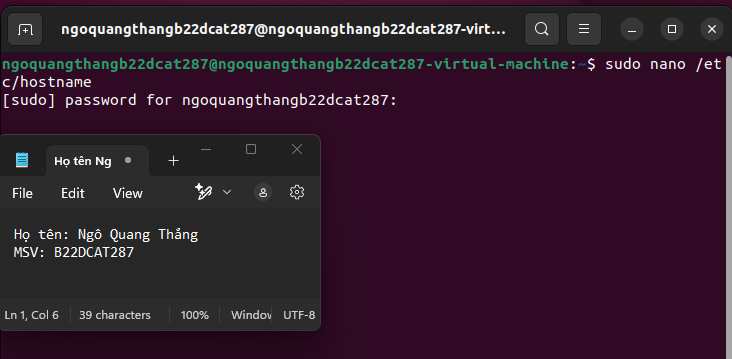 ngoquangthangb22dcat287@ngoquangthangb22dcat287-virt…
ngoquangthangb22dcat287@ngoquangthangb22dcat287-virtual-machine:~$ sudo nano /et
c/hostname
[sudo] password for ngoquangthangb22dcat287:
Họ tên Ng
File Edit View
Họ tên: Ngô Quang Thắng
MSV: B22DCAT287
Ln 1, Col 6 39 characters 100% Window UTF-8